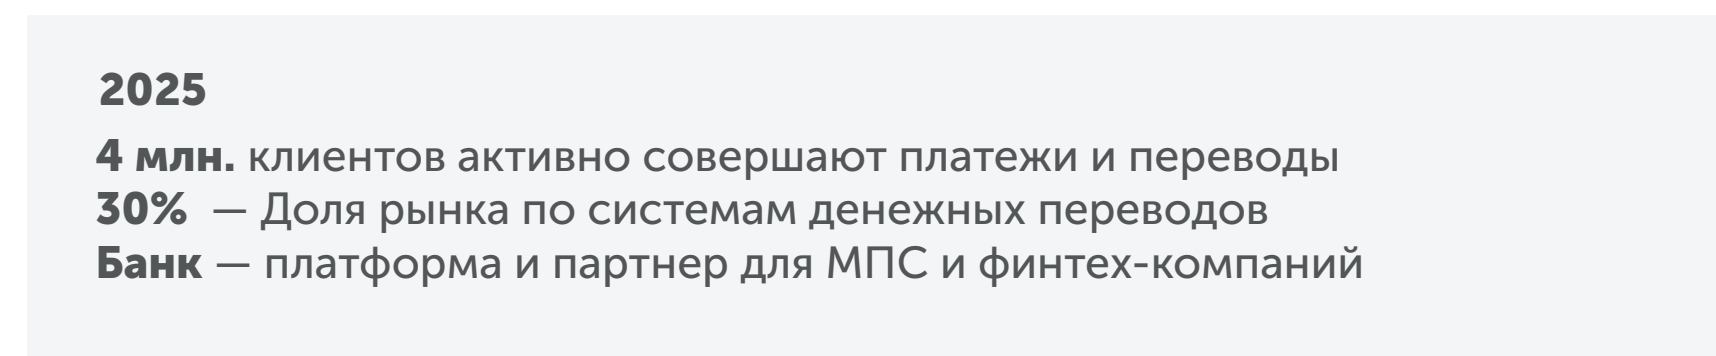 2025
4 млн. клиентов активно совершают платежи и переводы
30% — Доля рынка по системам денежных переводов
Банк — платформа и партнер для МПС и финтех-компаний